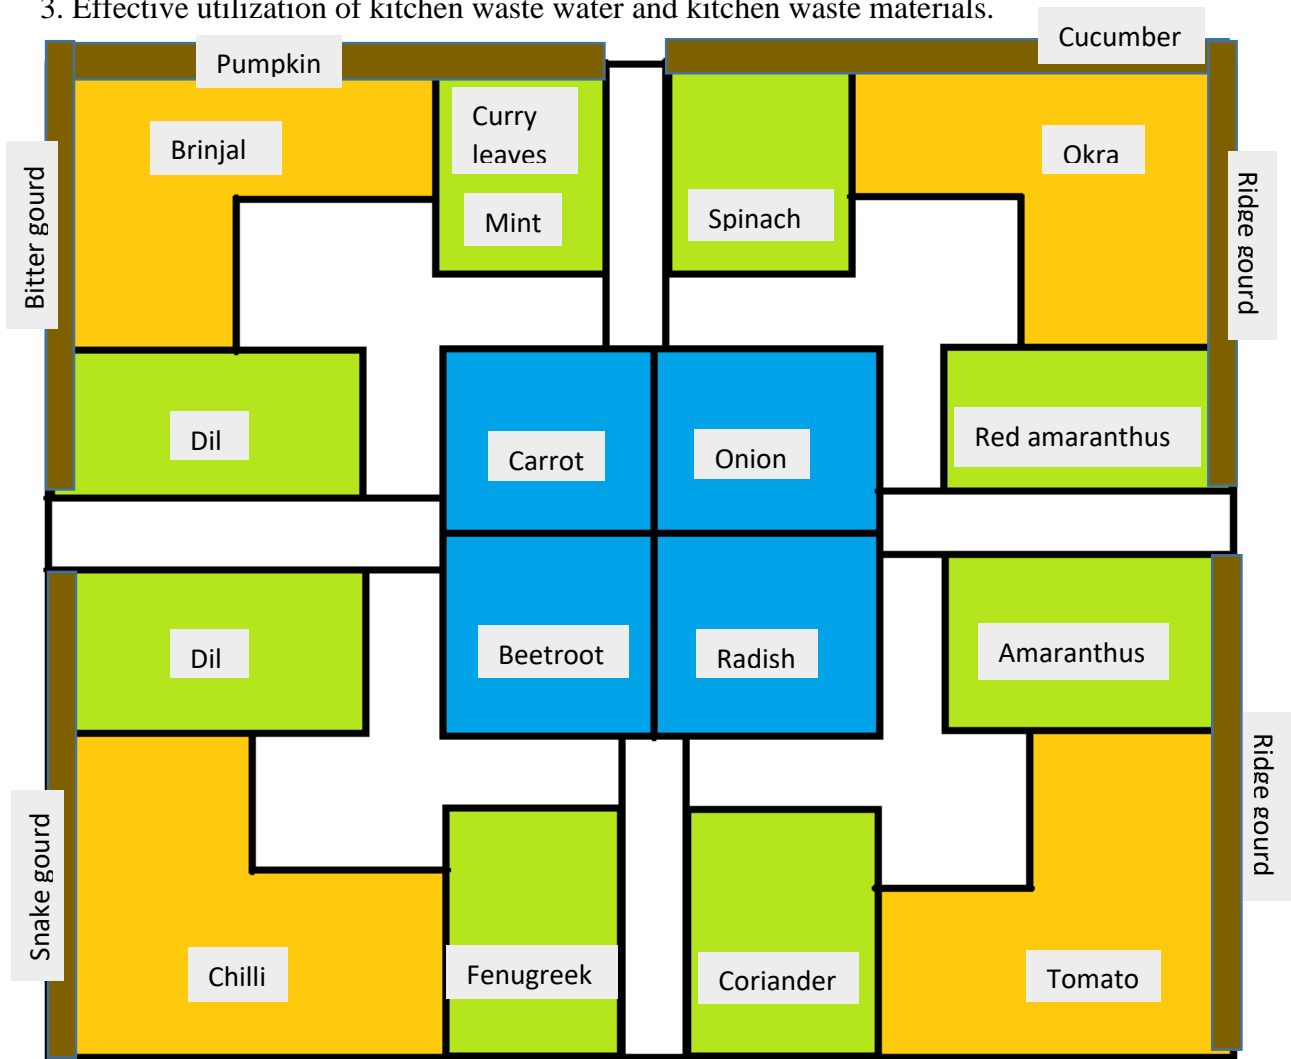 3. Effective utilization of kitchen waste water and kitchen waste materials.
Pumpkin
Cucumber
Brinjal
Curry
leaves
Mint
Spinach
Okra
Bitter gourd
Ridge gourd
Dil
Carrot
Onion
Red amaranthus
Dil
Beetroot
Radish
Amaranthus
Snake gourd
Ridge gourd
Chilli
Fenugreek
Coriander
Tomato